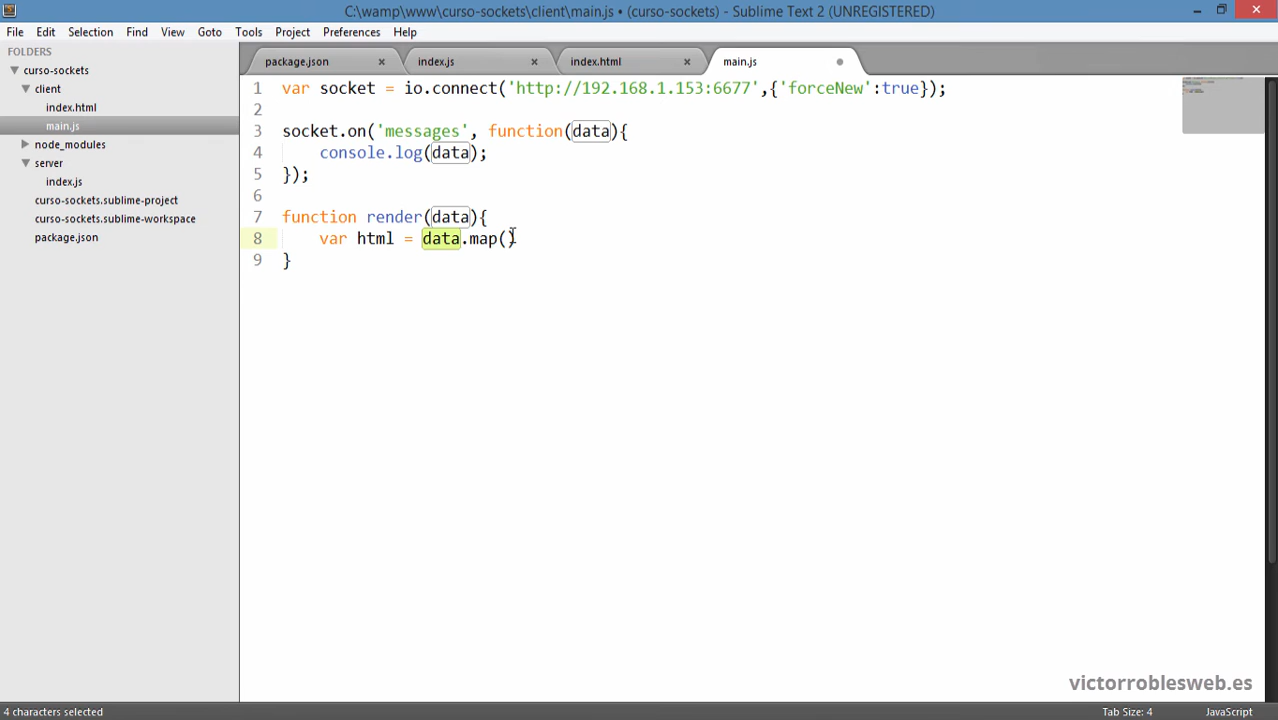 C:\wamp\www\curso-sockets\client\main.js • (curso-sockets) - Sublime Text 2 (UNREGISTERED)
File Edit Selection Find View Goto Tools Project Preferences Help
FOLDERS
curso-sockets
client
index.html
main.js
node_modules
server
index.js
curso-sockets.sublime-project
curso-sockets.sublime-workspace
package.json
package.json index.js index.html main.js
1 var socket = io.connect('http://192.168.1.153:6677',{'forceNew':true});
2
3 socket.on('messages', function(data){
4 console.log(data);
5 });
6
7 function render(data){
8 var html = data.map()
9 }
victorroblesweb.es
4 characters selected Tab Size: 4 JavaScript